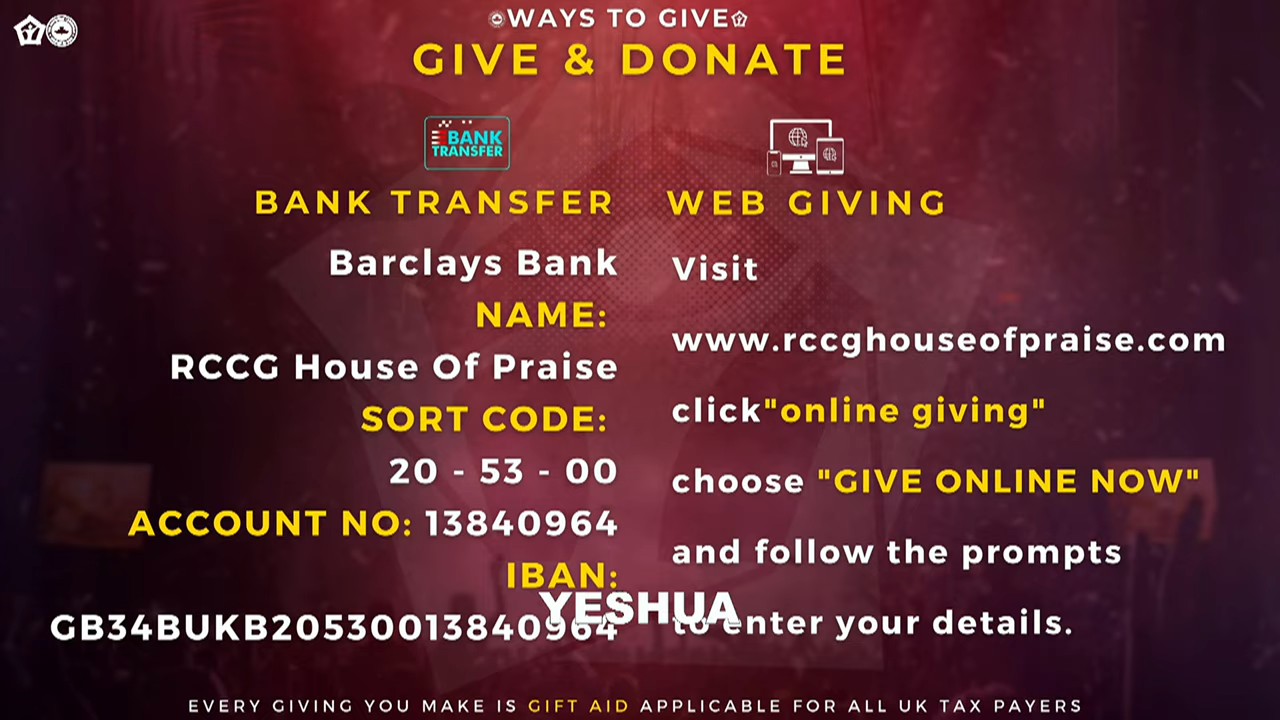 WAYS TO GIVE
GIVE & DONATE
BANK
TRANSFER
BANK TRANSFER
Barclays Bank
NAME:
RCCG House Of Praise
SORT CODE:
20 - 53 - 00
ACCOUNT NO: 13840964
IBAN:
GB34BUKB20530013840964
WEB GIVING
Visit
www.rccghouseofpraise.com
click"online giving"
choose "GIVE ONLINE NOW"
and follow the prompts
to enter your details.
YESHUA
EVERY GIVING YOU MAKE IS GIFT AID APPLICABLE FOR ALL UK TAX PAYERS